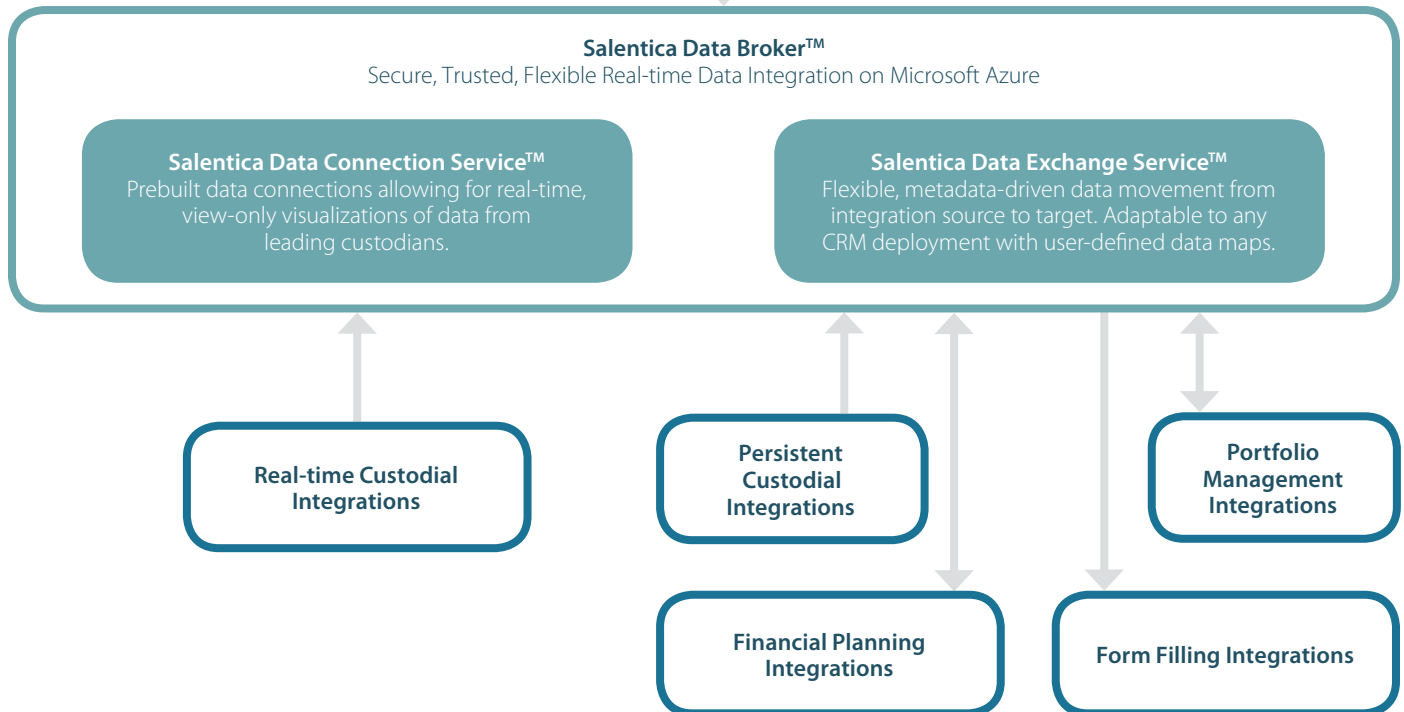 Salentica Data Broker™
Secure, Trusted, Flexible Real-time Data Integration on Microsoft Azure
Salentica Data Connection Service™
Prebuilt data connections allowing for real-time,
view-only visualizations of data from
leading custodians.
Salentica Data Exchange Service™
Flexible, metadata-driven data movement from
integration source to target. Adaptable to any
CRM deployment with user-defined data maps.
Real-time Custodial
Integrations
Persistent
Custodial
Integrations
Portfolio
Management
Integrations
Financial Planning
Integrations
Form Filling Integrations